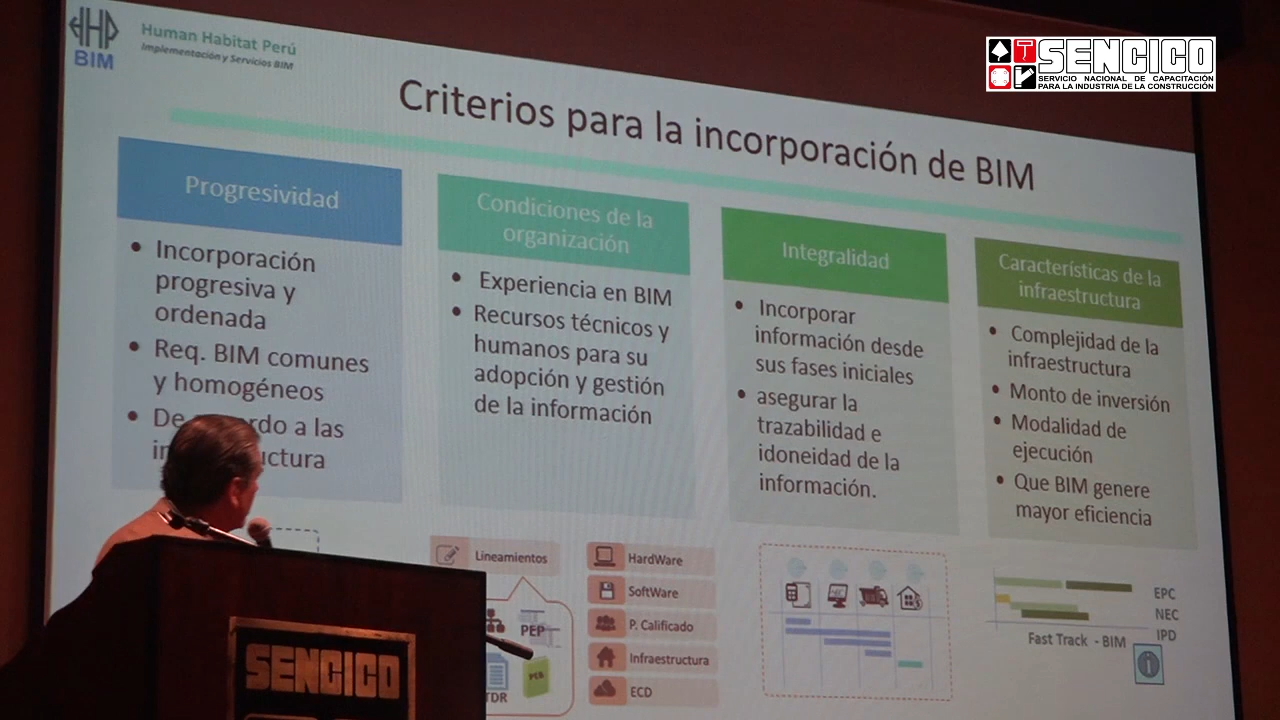 HHP
BIM
Human Habitat Perú
Implementación y Servicios BIM
SENCICO
SERVICIO NACIONAL DE CAPACITACIÓN
PARA LA INDUSTRIA DE LA CONSTRUCCIÓN
Criterios para la incorporación de BIM
Progresividad
• Incorporación
progresiva y
ordenada
• Req. BIM comunes
y homogéneos
• De a las
Condiciones de la
organización
• Experiencia en BIM
• Recursos técnicos y
humanos para su
adopción y gestión
de la información
Integralidad
• Incorporar
información desde
sus fases iniciales
• asegurar la
trazabilidad e
idoneidad de la
información.
Características de la
infraestructura
• Complejidad de la
infraestructura
• Monto de inversión
• Modalidad de
ejecución
• Que BIM genere
mayor eficiencia
Lineamientos
PEP
TDR
HardWare
SoftWare
P. Calificado
Infraestructura
ECD
EPC
NEC
IPD
Fast Track - BIM
SENCICO